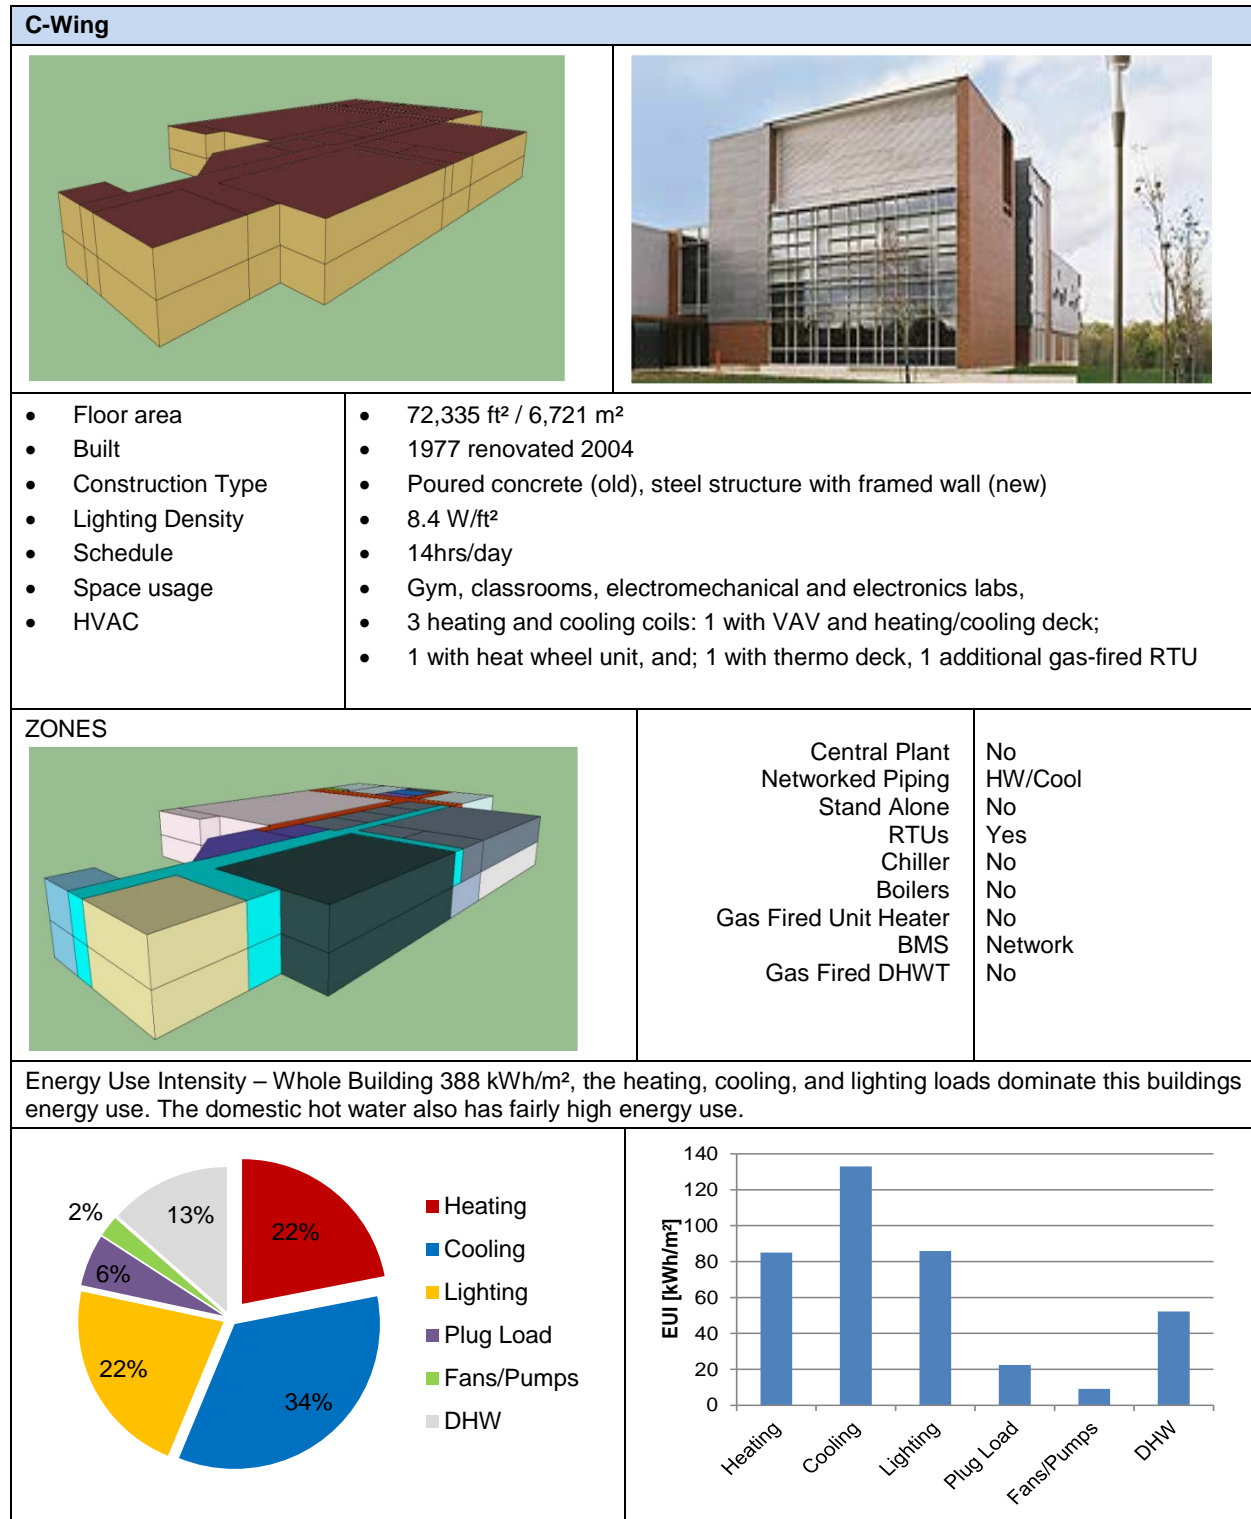 C-Wing
• Floor area
• Built
• Construction Type
• Lighting Density
• Schedule
• Space usage
• HVAC
• 72,335 ft² / 6,721 m²
• 1977 renovated 2004
• Poured concrete (old), steel structure with framed wall (new)
• 8.4 W/ft²
• 14hrs/day
• Gym, classrooms, electromechanical and electronics labs,
• 3 heating and cooling coils: 1 with VAV and heating/cooling deck;
• 1 with heat wheel unit, and; 1 with thermo deck, 1 additional gas-fired RTU
ZONES
Central Plant No
Networked Piping HW/Cool
Stand Alone No
RTUs Yes
Chiller No
Boilers No
Gas Fired Unit Heater No
BMS Network
Gas Fired DHWT No
Energy Use Intensity – Whole Building 388 kWh/m², the heating, cooling, and lighting loads dominate this buildings
energy use. The domestic hot water also has fairly high energy use.
22%
34%
22%
6%
2%
13%
Heating
Cooling
Lighting
Plug Load
Fans/Pumps
DHW
EUI [kWh/m²]
140
120
100
80
60
40
20
0
Heating
Cooling
Lighting
Plug Load
Fans/Pumps
DHW